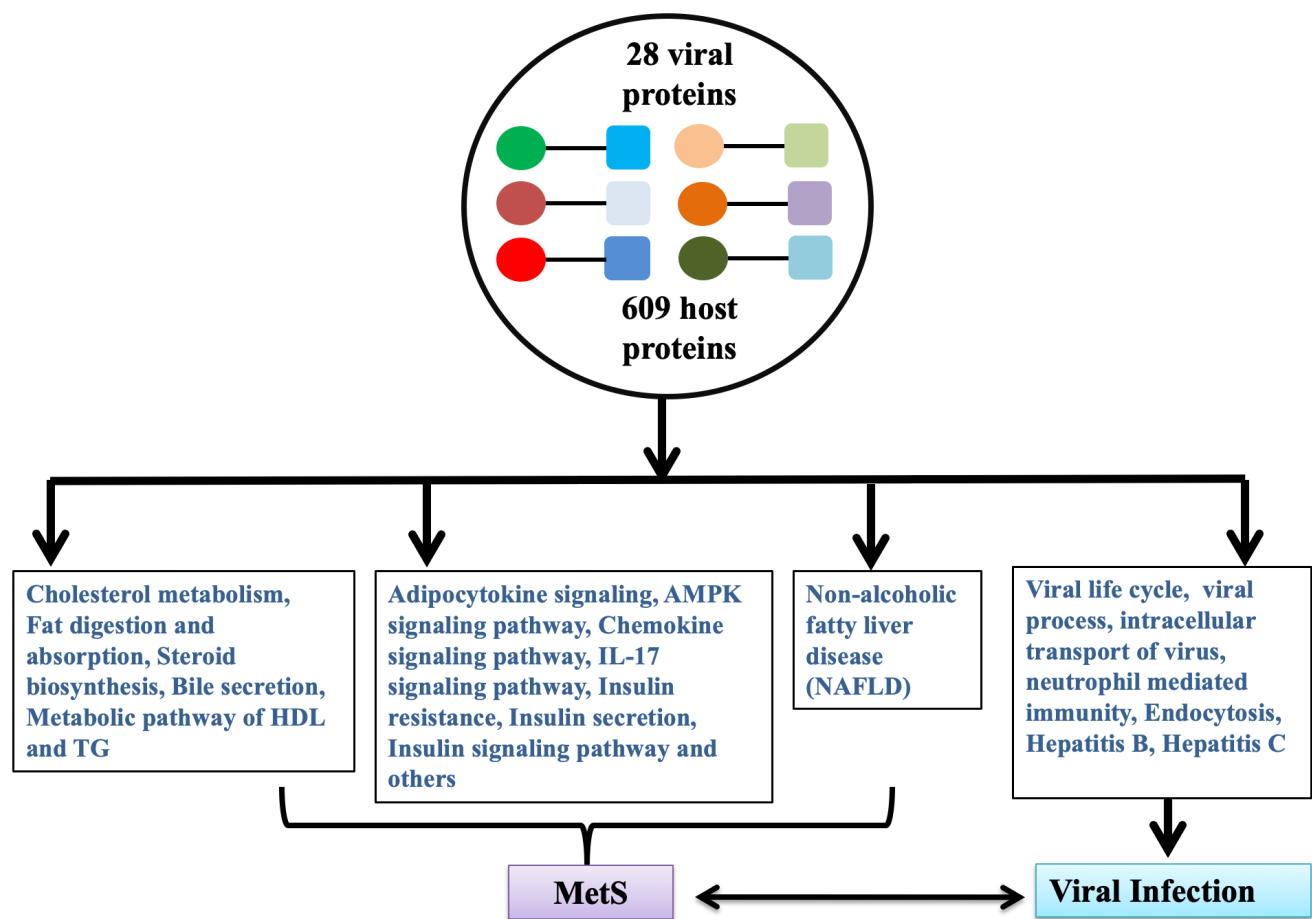 28 viral
proteins
609 host
proteins
Cholesterol metabolism,
Fat digestion and
absorption, Steroid
biosynthesis, Bile secretion,
Metabolic pathway of HDL
and TG
Adipocytokine signaling, AMPK
signaling pathway, Chemokine
signaling pathway, IL-17
signaling pathway, Insulin
resistance, Insulin secretion,
Insulin signaling pathway and
others
Non-alcoholic
fatty liver
disease
(NAFLD)
Viral life cycle, viral
process, intracellular
transport of virus,
neutrophil mediated
immunity, Endocytosis,
Hepatitis B, Hepatitis C
MetS
Viral Infection